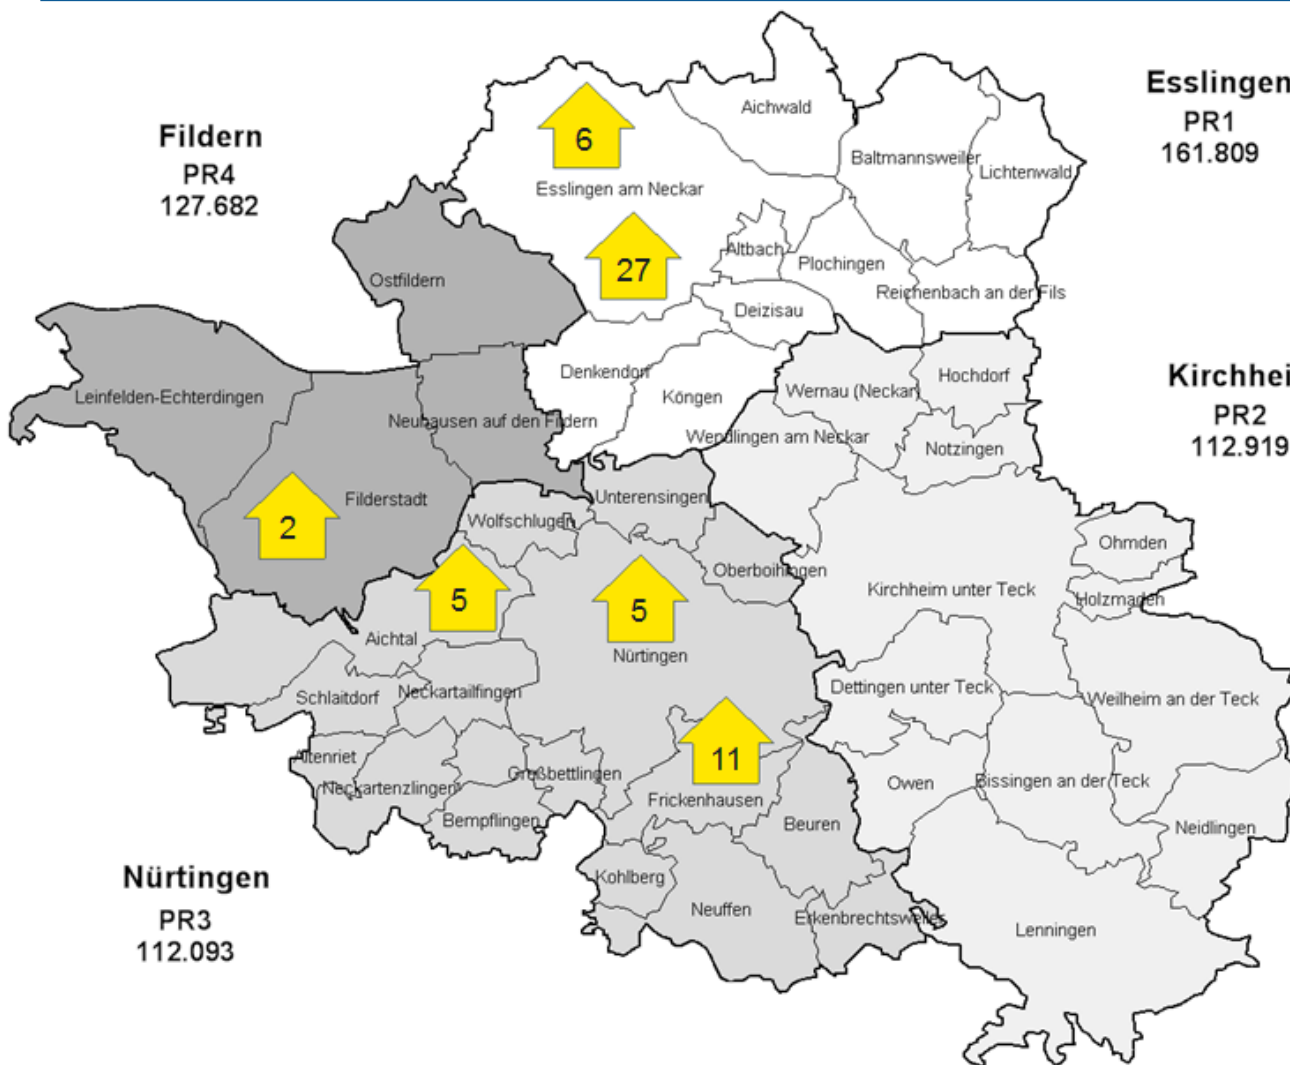 Esslingen
PR1
161.809
Fildern
PR4
127.682
Aichwald
6
Baltmannsweiler
Lichtenwald
Esslingen am Neckar
Altbach
Plochingen
27
Ostfildern
Reichenbach an der Fils
Deizisau
Denkendorf
Hochdorf
Kirchhei
PR2
112.919
Leinfelden-Echterdingen
Köngen
Wernau (Neckar)
Neuhausen auf den Fildern
Wendlingen am Neckar
Notzingen
Filderstadt
Unterensingen
2
Wolfschlugen
Ohmden
Oberboihingen
Kirchheim unter Teck
Holzmaden
5
5
Aichtal
Nürtingen
Schlaitdorf
Neckartailfingen
Dettingen unter Teck
Weilheim an der Teck
Altenriet
11
Großbettlingen
Neckartenzlingen
Owen
Bissingen an der Teck
Frickenhausen
Bempflingen
Beuren
Neidlingen
Nürtingen
PR3
112.093
Kohlberg
Neuffen
Erkenbrechtsweiler
Lenningen